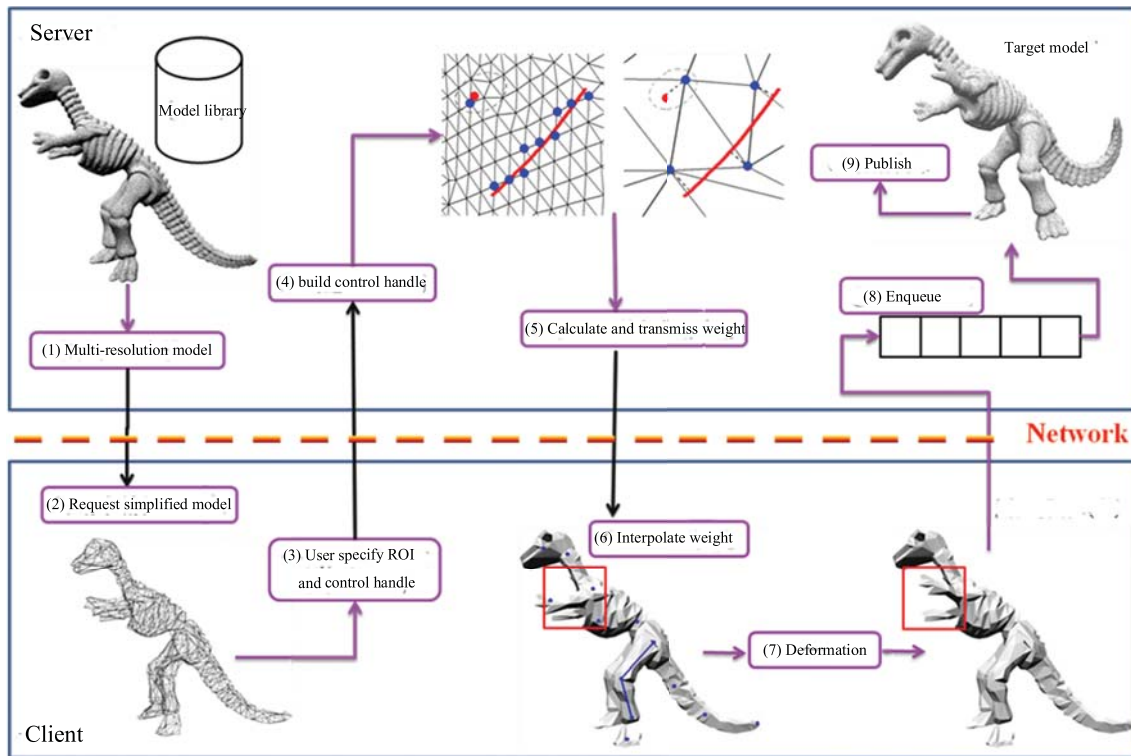 Server
Model library
Target model
(9) Publish
(4) build control handle
(8) Enqueue
(5) Calculate and transmiss weight
(1) Multi-resolution model
Network
(2) Request simplified model
(3) User specify ROI
and control handle
(6) Interpolate weight
(7) Deformation
Client